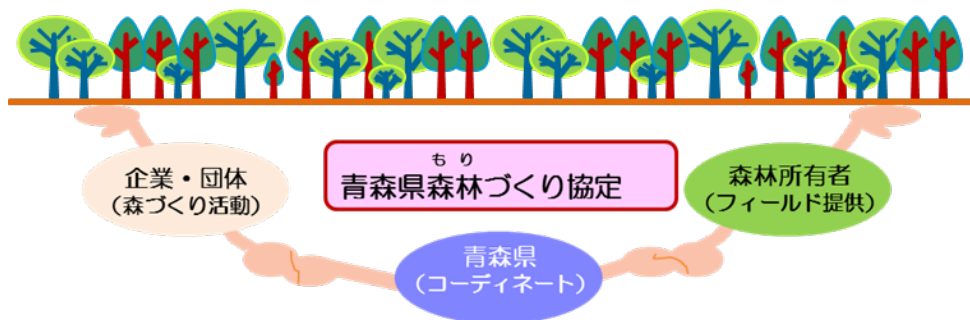 もり
青森県森林づくり協定
企業・団体
(森づくり活動)
森林所有者
(フィールド提供)
青森県
(コーディネート)